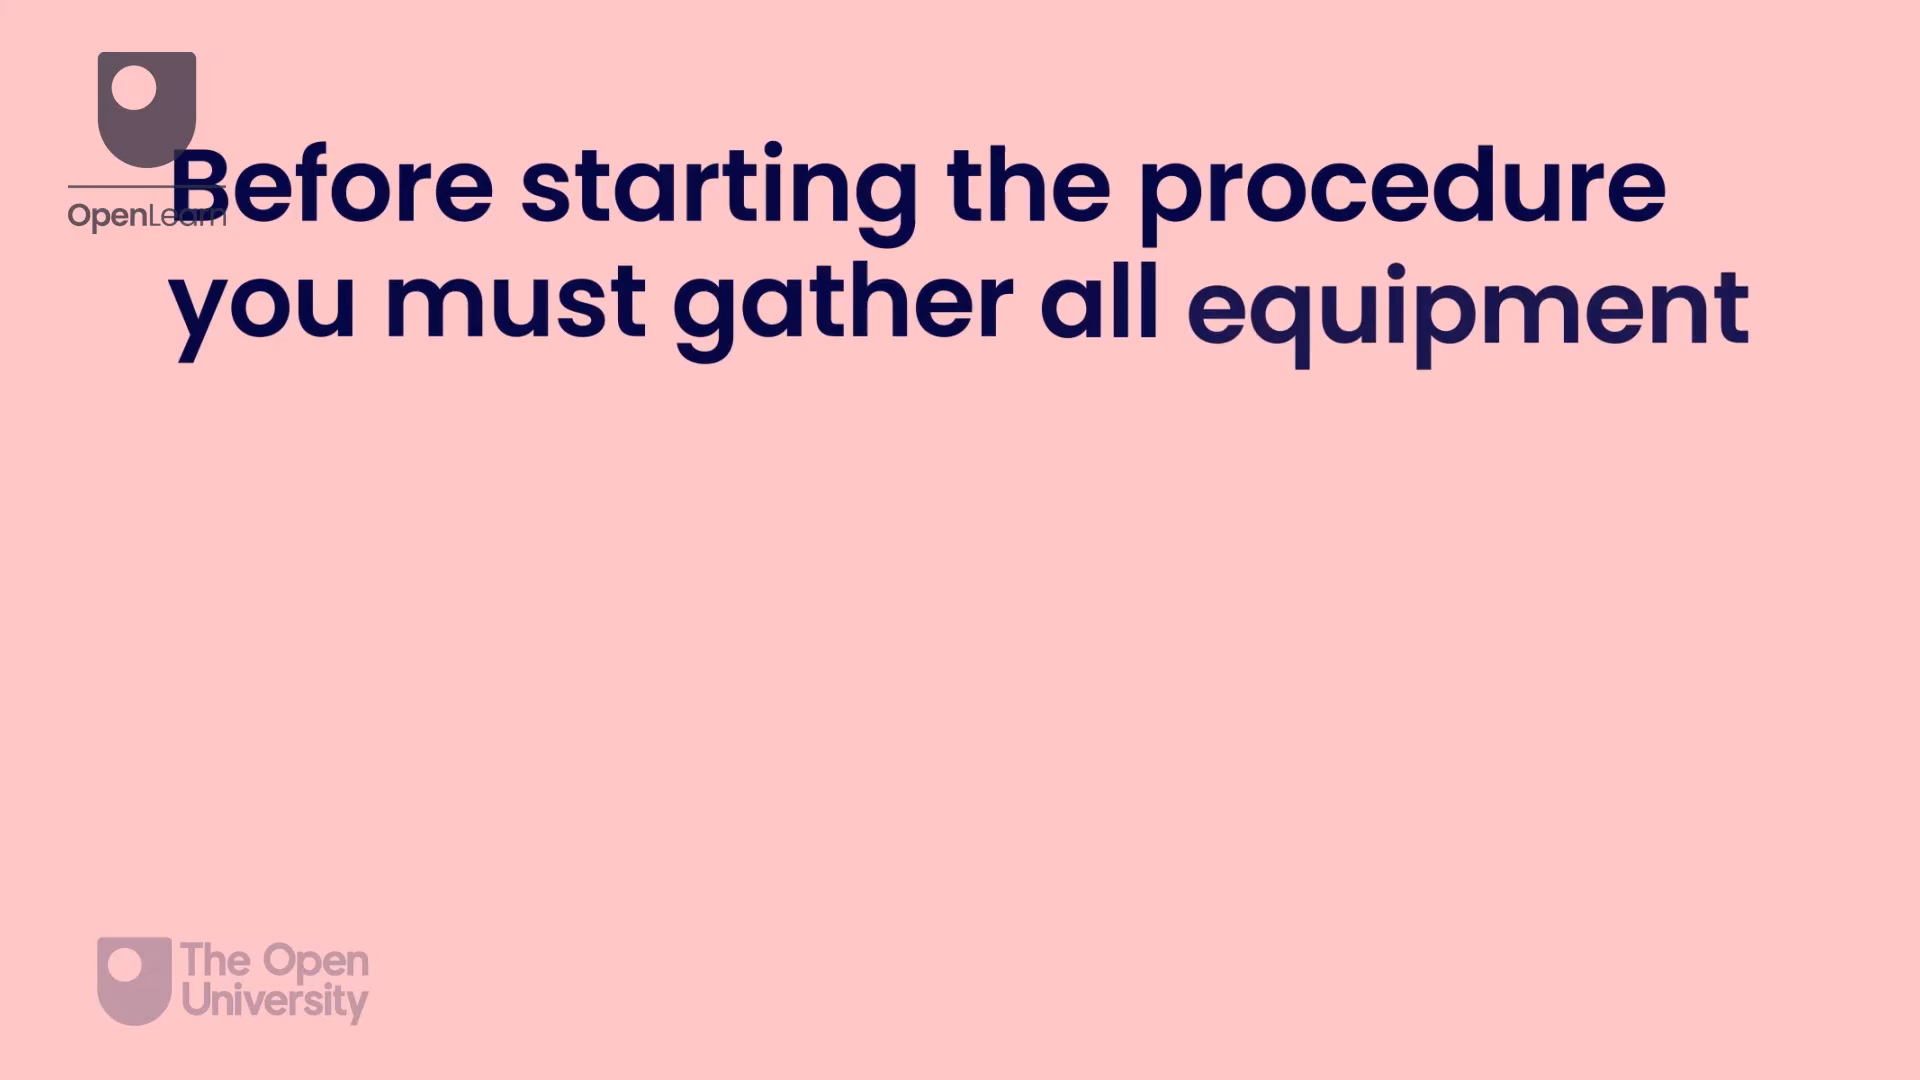 Before starting the procedure
you must gather all equipment
OpenLearn
The Open
University